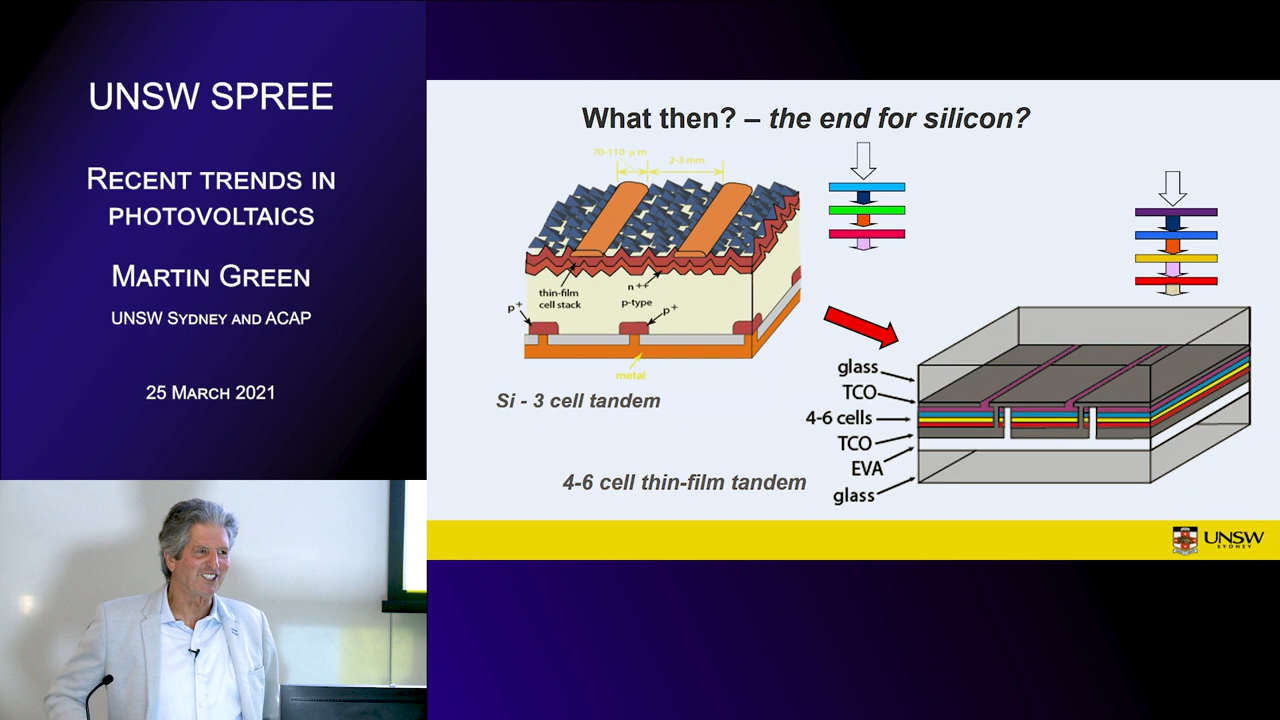 UNSW SPREE
RECENT TRENDS IN
PHOTOVOLTAICS
MARTIN GREEN
UNSW SYDNEY AND ACAP
25 MARCH 2021
What then? – the end for silicon?
70-110 μm
2-3 mm
thin-film
cell stack
n ++
p-type
p+
p+
metal
Si - 3 cell tandem
glass
TCO
4-6 cells
TCO
EVA
glass
4-6 cell thin-film tandem
UNSW
SYDNEY